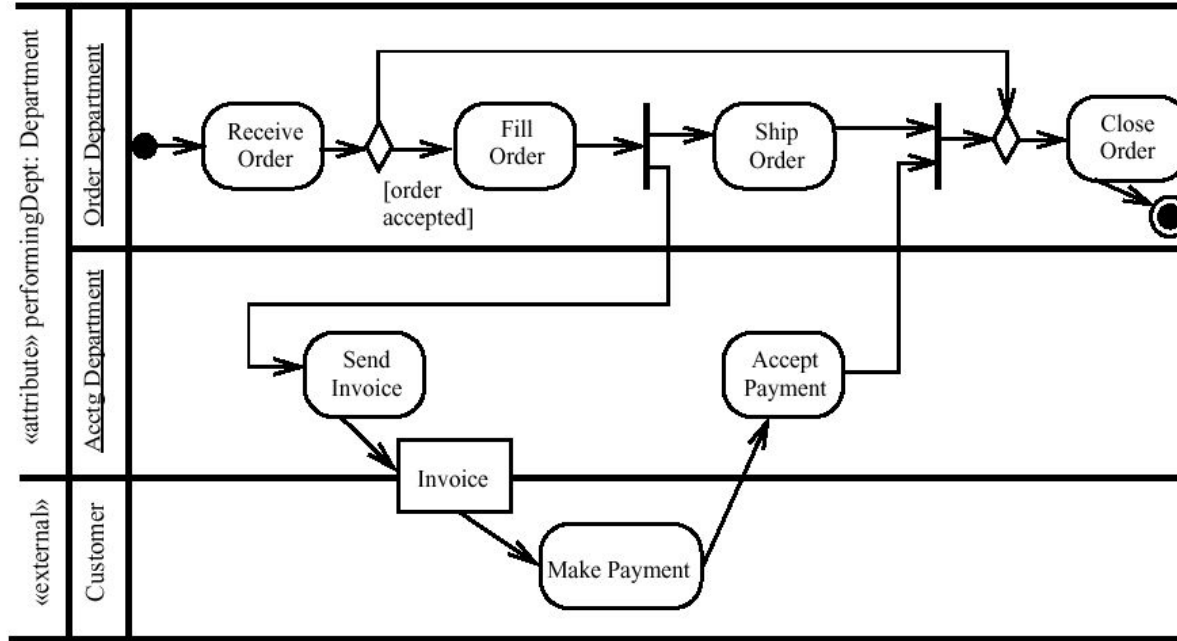 «attribute» performingDept: Department
Order Department
Receive
Order
[order
accepted]
Fill
Order
Ship
Order
Close
Order
Acctg Department
Send
Invoice
Accept
Payment
Invoice
«external»
Customer
Make Payment